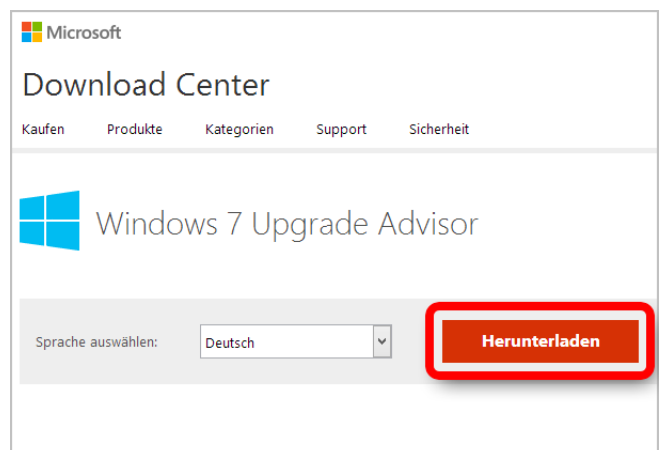 Microsoft
Download Center
Kaufen Produkte Kategorien Support Sicherheit
Windows 7 Upgrade Advisor
Sprache auswählen: Deutsch Herunterladen